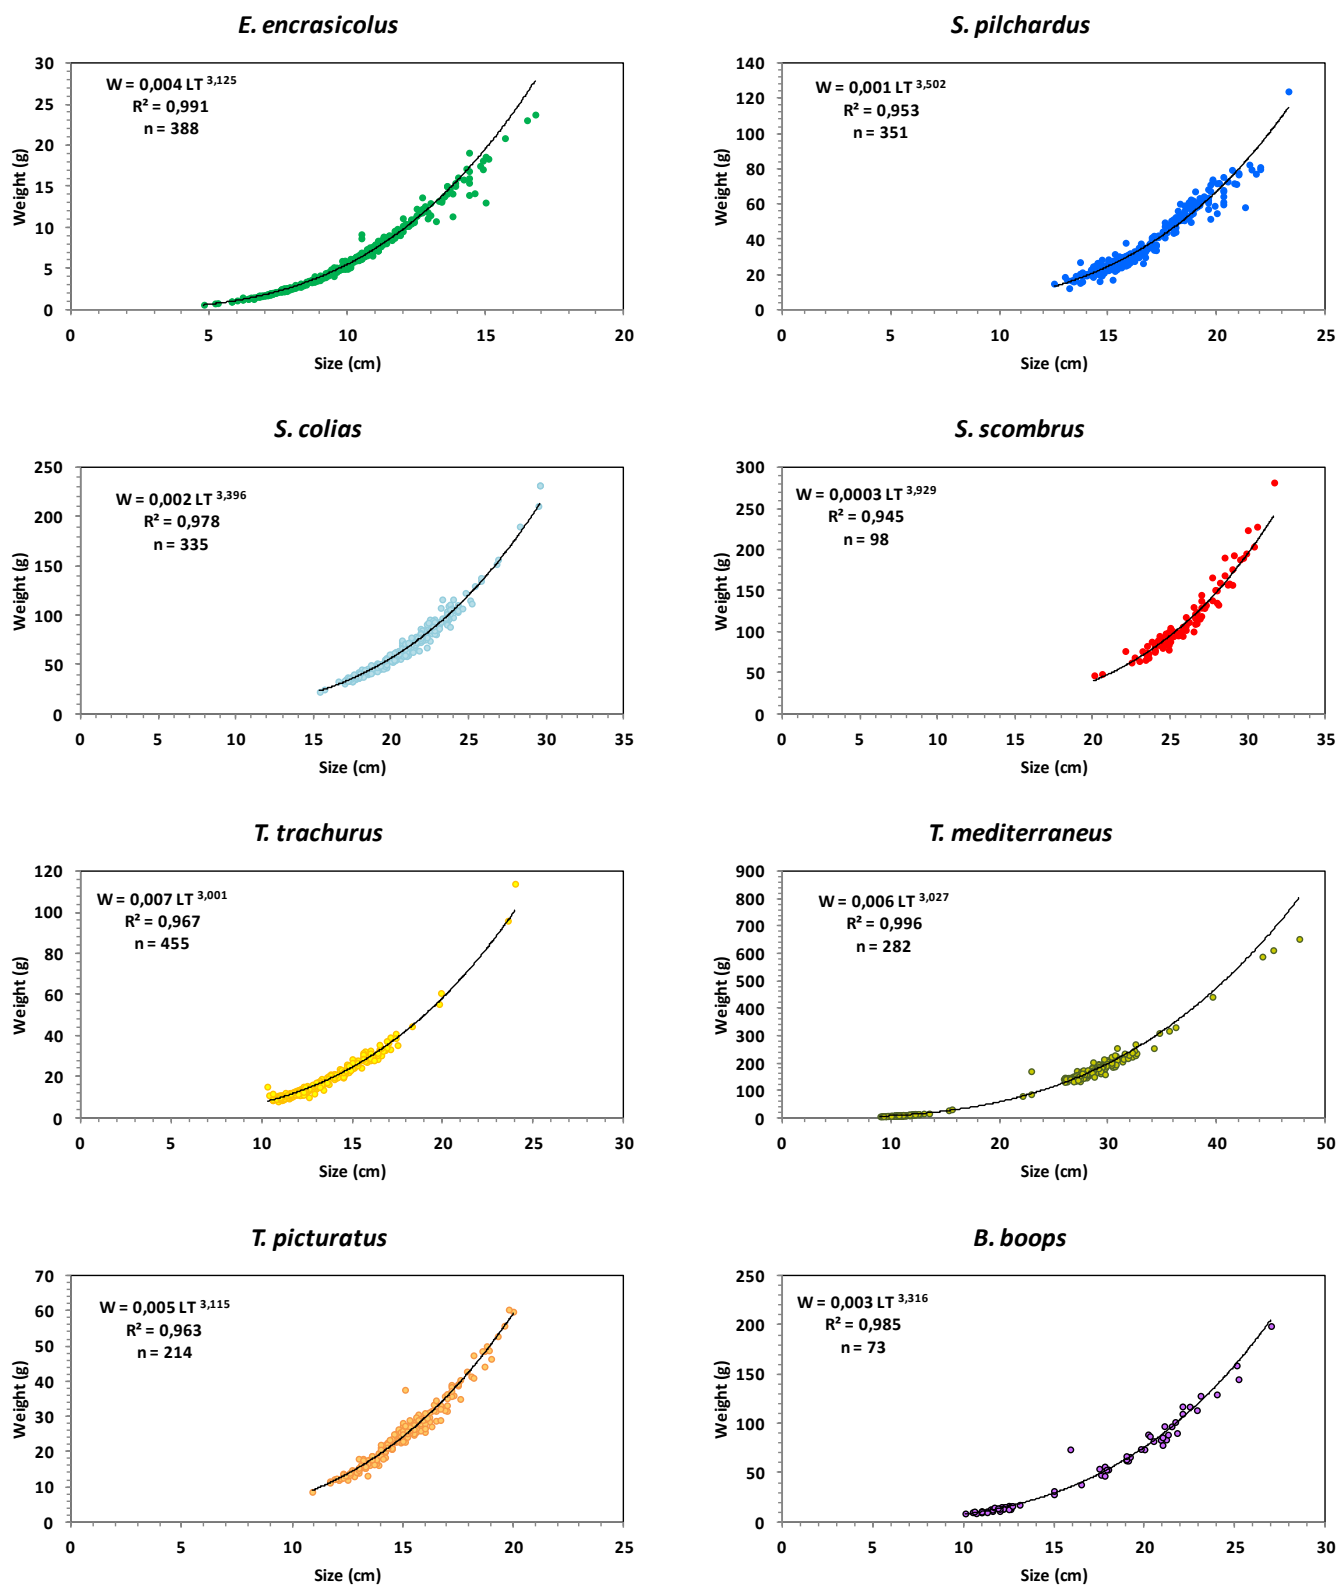 E. encrasicolus
W = 0,004 LT 3,125
R² = 0,991
n = 388
Weight (g)
30
25
20
15
10
5
0
0 5 10 15 20
Size (cm)
S. pilchardus
W = 0,001 LT 3,502
R² = 0,953
n = 351
Weight (g)
140
120
100
80
60
40
20
0
0 5 10 15 20 25
Size (cm)
S. colias
W = 0,002 LT 3,396
R² = 0,978
n = 335
Weight (g)
250
200
150
100
50
0
0 5 10 15 20 25 30 35
Size (cm)
S. scombrus
W = 0,0003 LT 3,929
R² = 0,945
n = 98
Weight (g)
300
250
200
150
100
50
0
0 5 10 15 20 25 30 35
Size (cm)
T. trachurus
W = 0,007 LT 3,001
R² = 0,967
n = 455
Weight (g)
120
100
80
60
40
20
0
0 5 10 15 20 25 30
Size (cm)
T. mediterraneus
W = 0,006 LT 3,027
R² = 0,996
n = 282
Weight (g)
900
800
700
600
500
400
300
200
100
0
0 10 20 30 40 50
Size (cm)
T. picturatus
W = 0,005 LT 3,115
R² = 0,963
n = 214
Weight (g)
70
60
50
40
30
20
10
0
0 5 10 15 20 25
Size (cm)
B. boops
W = 0,003 LT 3,316
R² = 0,985
n = 73
Weight (g)
250
200
150
100
50
0
0 5 10 15 20 25 30
Size (cm)